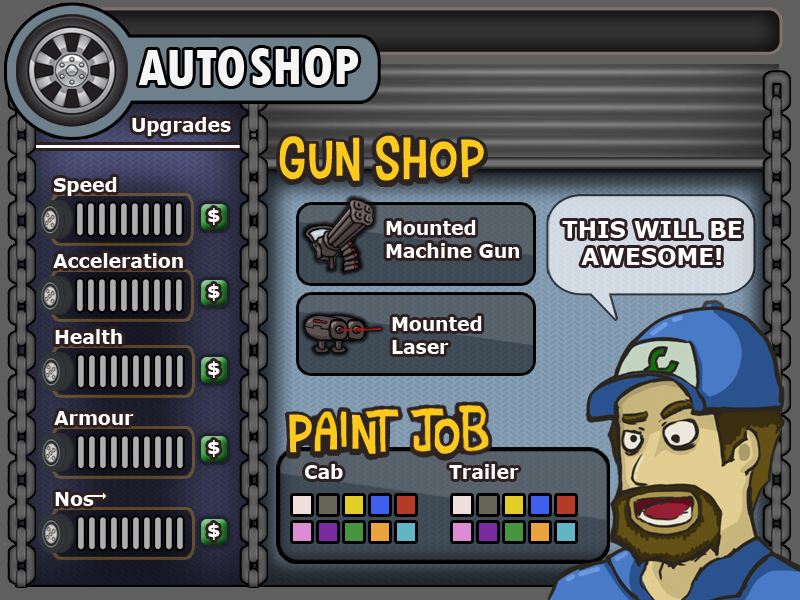 AUTOSHOP
Upgrades
Speed
$
Acceleration
$
Health
$
Armour
$
Nos
$
GUN SHOP
Mounted
Machine Gun
Mounted
Laser
THIS WILL BE
AWESOME!
C
PAINT JOB
Cab
Trailer